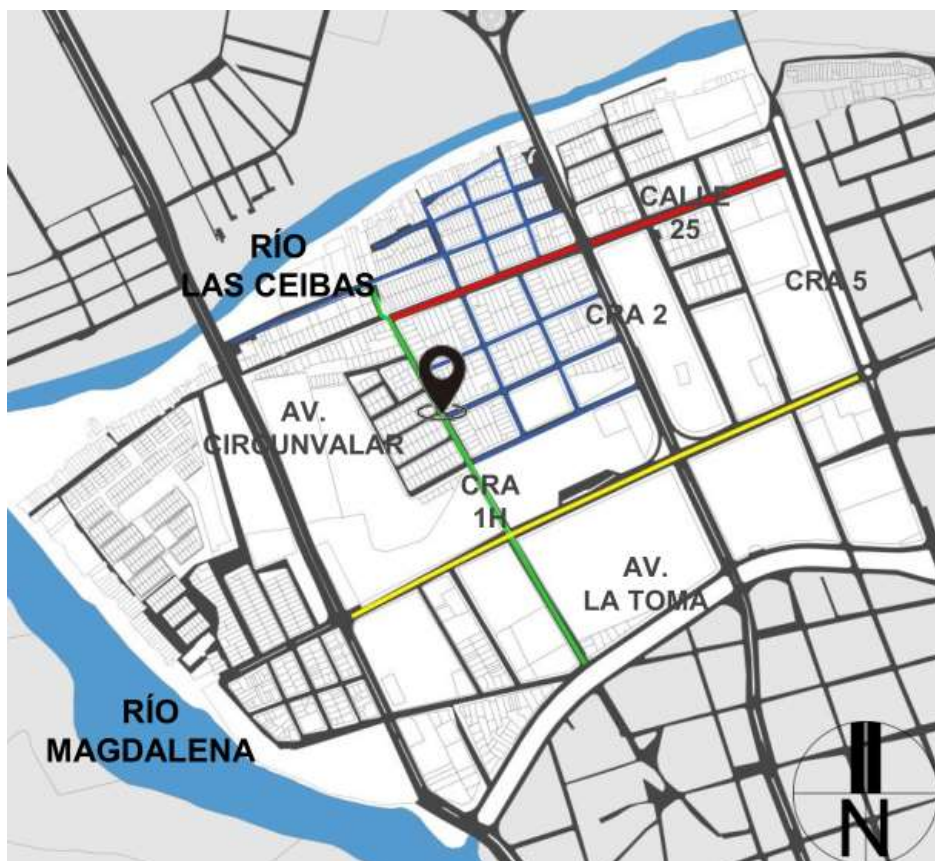 CALLE
25
RÍO
LAS CEIBAS
CRA 5
CRA 2
AV.
CIRCUNVALAR
CRA
1H
AV.
LA TOMA
RÍO
MAGDALENA
N